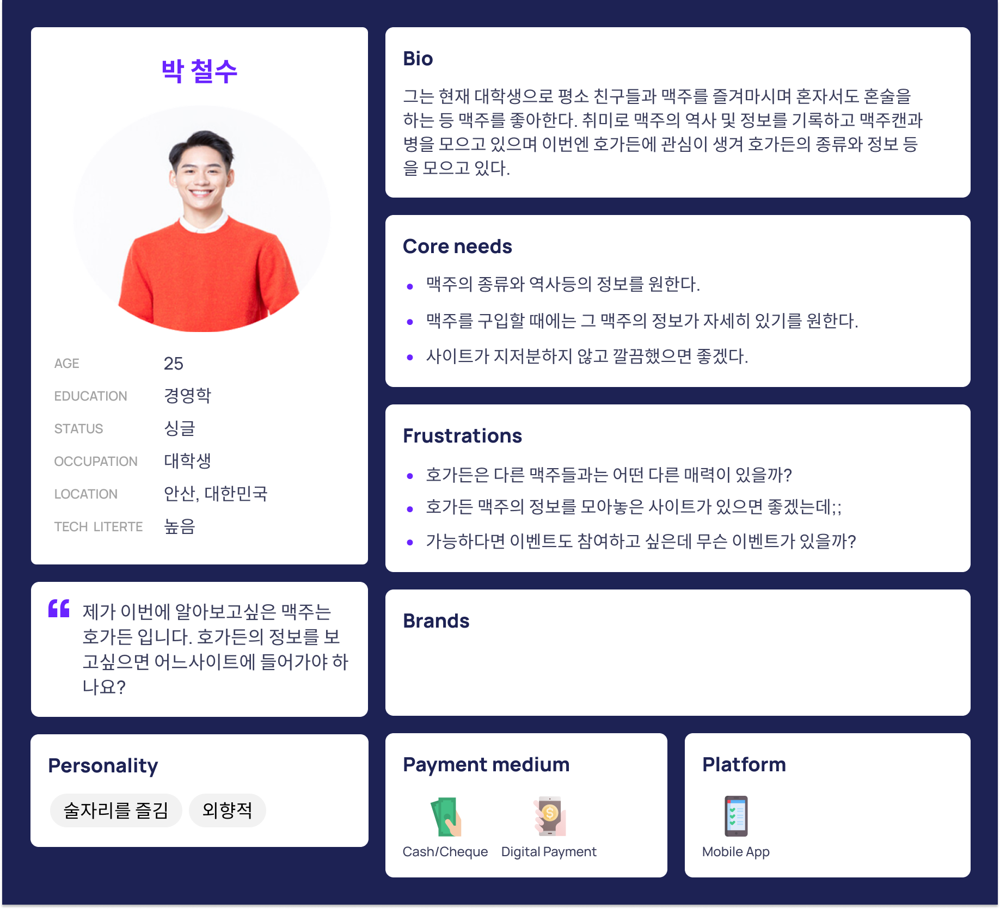 박 철수
AGE 25
EDUCATION 경영학
STATUS 싱글
OCCUPATION 대학생
LOCATION 안산, 대한민국
TECH LITERTE 높음
제가 이번에 알아보고싶은 맥주는
호가든 입니다. 호가든의 정보를 보
고싶으면 어느사이트에 들어가야 하
나요?
Personality
술자리를 즐김 외향적
Bio
그는 현재 대학생으로 평소 친구들과 맥주를 즐겨마시며 혼자서도 혼술을
하는 등 맥주를 좋아한다. 취미로 맥주의 역사 및 정보를 기록하고 맥주캔과
병을 모으고 있으며 이번엔 호가든에 관심이 생겨 호가든의 종류와 정보 등
을 모으고 있다.
Core needs
맥주의 종류와 역사등의 정보를 원한다.
맥주를 구입할 때에는 그 맥주의 정보가 자세히 있기를 원한다.
사이트가 지저분하지 않고 깔끔했으면 좋겠다.
Frustrations
호가든은 다른 맥주들과는 어떤 다른 매력이 있을까?
호가든 맥주의 정보를 모아놓은 사이트가 있으면 좋겠는데;;
가능하다면 이벤트도 참여하고 싶은데 무슨 이벤트가 있을까?
Brands
Payment medium
Cash/Cheque Digital Payment
Platform
Mobile App